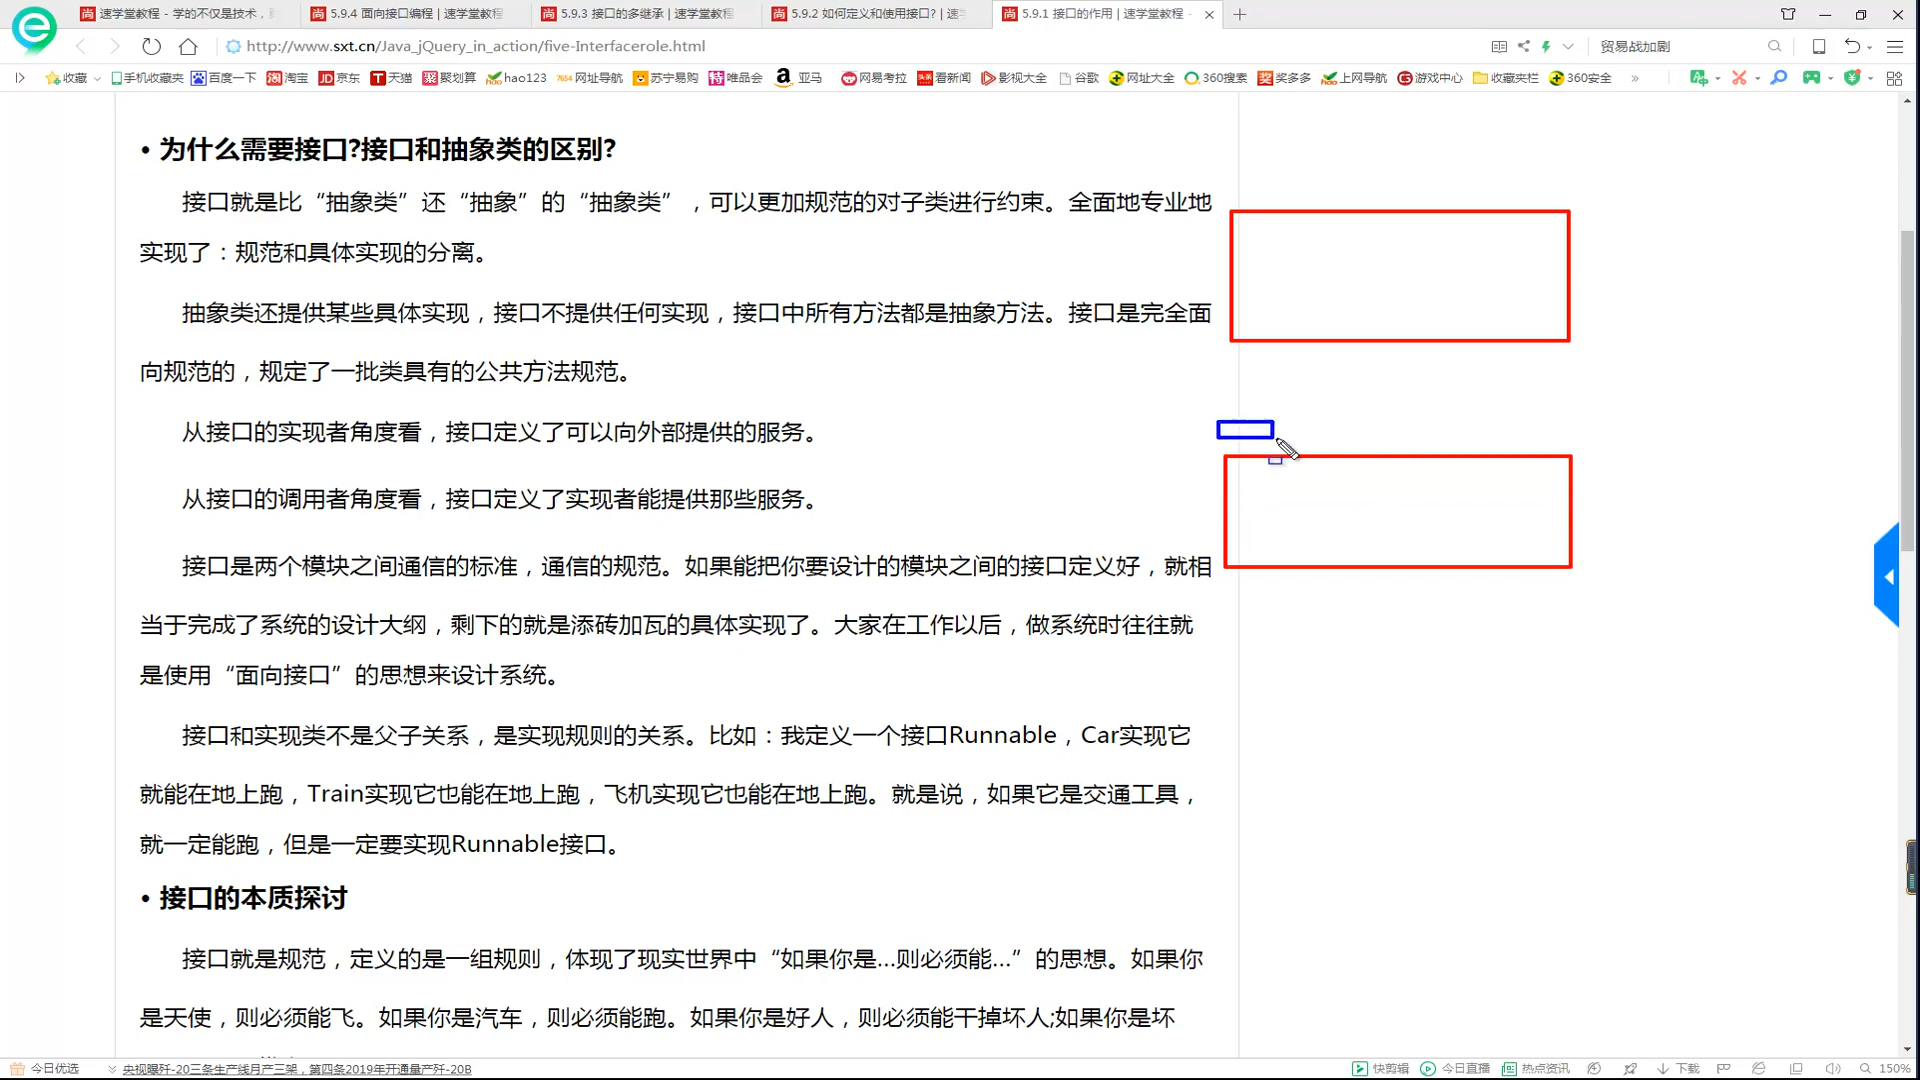 速学堂教程 - 学的不仅是技术，
5.9.4 面向接口编程 | 速学堂教程
5.9.3 接口的多继承 | 速学堂教程
5.9.2 如何定义和使用接口? | 速
5.9.1 接口的作用 | 速学堂教程
http://www.sxt.cn/Java_jQuery_in_action/five-Interfacerole.html
贸易战加剧
收藏 手机收藏夹 百度一下 淘宝 京东 天猫 聚划算 hao123 网址导航 苏宁易购 唯品会 亚马 网易考拉 看新闻 影视大全 谷歌 网址大全 360搜索 奖多多 上网导航 游戏中心 收藏夹栏 360安全 »
• 为什么需要接口?接口和抽象类的区别?
接口就是比“抽象类”还“抽象”的“抽象类”，可以更加规范的对子类进行约束。全面地专业地
实现了：规范和具体实现的分离。
抽象类还提供某些具体实现，接口不提供任何实现，接口中所有方法都是抽象方法。接口是完全面
向规范的，规定了一批类具有的公共方法规范。
从接口的实现者角度看，接口定义了可以向外部提供的服务。
从接口的调用者角度看，接口定义了实现者能提供那些服务。
接口是两个模块之间通信的标准，通信的规范。如果能把你要设计的模块之间的接口定义好，就相
当于完成了系统的设计大纲，剩下的就是添砖加瓦的具体实现了。大家在工作以后，做系统时往往就
是使用“面向接口”的思想来设计系统。
接口和实现类不是父子关系，是实现规则的关系。比如：我定义一个接口Runnable，Car实现它
就能在地上跑，Train实现它也能在地上跑，飞机实现它也能在地上跑。就是说，如果它是交通工具，
就一定能跑，但是一定要实现Runnable接口。
• 接口的本质探讨
接口就是规范，定义的是一组规则，体现了现实世界中“如果你是...则必须能...”的思想。如果你
是天使，则必须能飞。如果你是汽车，则必须能跑。如果你是好人，则必须能干掉坏人;如果你是坏
今日优选 央视曝歼-20三条生产线月产三架，第四条2019年开通量产歼-20B
快剪辑 今日直播 热点资讯 下载 150%